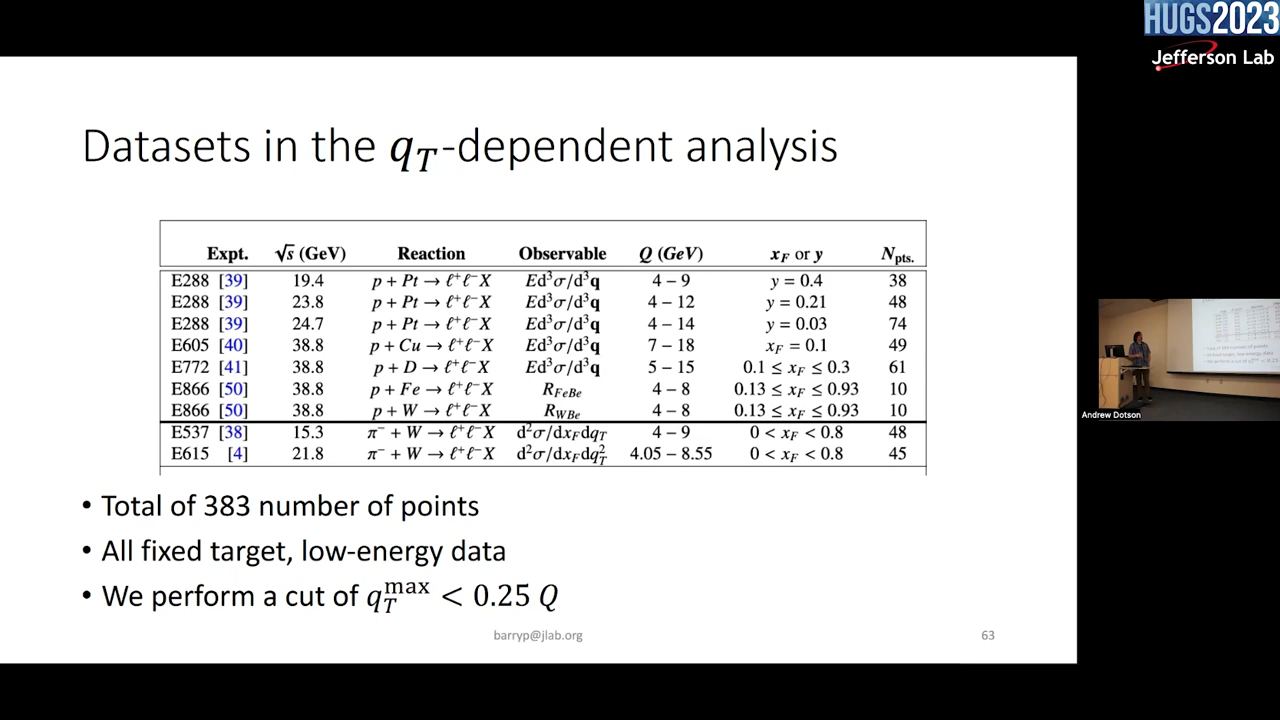 HUGS2023
Jefferson Lab
Datasets in the q_T-dependent analysis
Expt. √s (GeV) Reaction Observable Q (GeV) x_F or y N_pts.
E288 [39] 19.4 p + Pt → ℓ⁺ℓ⁻X Ed³σ/d³q 4 − 9 y = 0.4 38
E288 [39] 23.8 p + Pt → ℓ⁺ℓ⁻X Ed³σ/d³q 4 − 12 y = 0.21 48
E288 [39] 24.7 p + Pt → ℓ⁺ℓ⁻X Ed³σ/d³q 4 − 14 y = 0.03 74
E605 [40] 38.8 p + Cu → ℓ⁺ℓ⁻X Ed³σ/d³q 7 − 18 x_F = 0.1 49
E772 [41] 38.8 p + D → ℓ⁺ℓ⁻X Ed³σ/d³q 5 − 15 0.1 ≤ x_F ≤ 0.3 61
E866 [50] 38.8 p + Fe → ℓ⁺ℓ⁻X R_FeBe 4 − 8 0.13 ≤ x_F ≤ 0.93 10
E866 [50] 38.8 p + W → ℓ⁺ℓ⁻X R_WBe 4 − 8 0.13 ≤ x_F ≤ 0.93 10
E537 [38] 15.3 π⁻ + W → ℓ⁺ℓ⁻X d²σ/dx_Fdq_T 4 − 9 0 < x_F < 0.8 48
E615 [4] 21.8 π⁻ + W → ℓ⁺ℓ⁻X d²σ/dx_Fdq_T² 4.05 − 8.55 0 < x_F < 0.8 45
• Total of 383 number of points
• All fixed target, low-energy data
• We perform a cut of q_T^max < 0.25 Q
barryp@jlab.org 63
Andrew Dotson